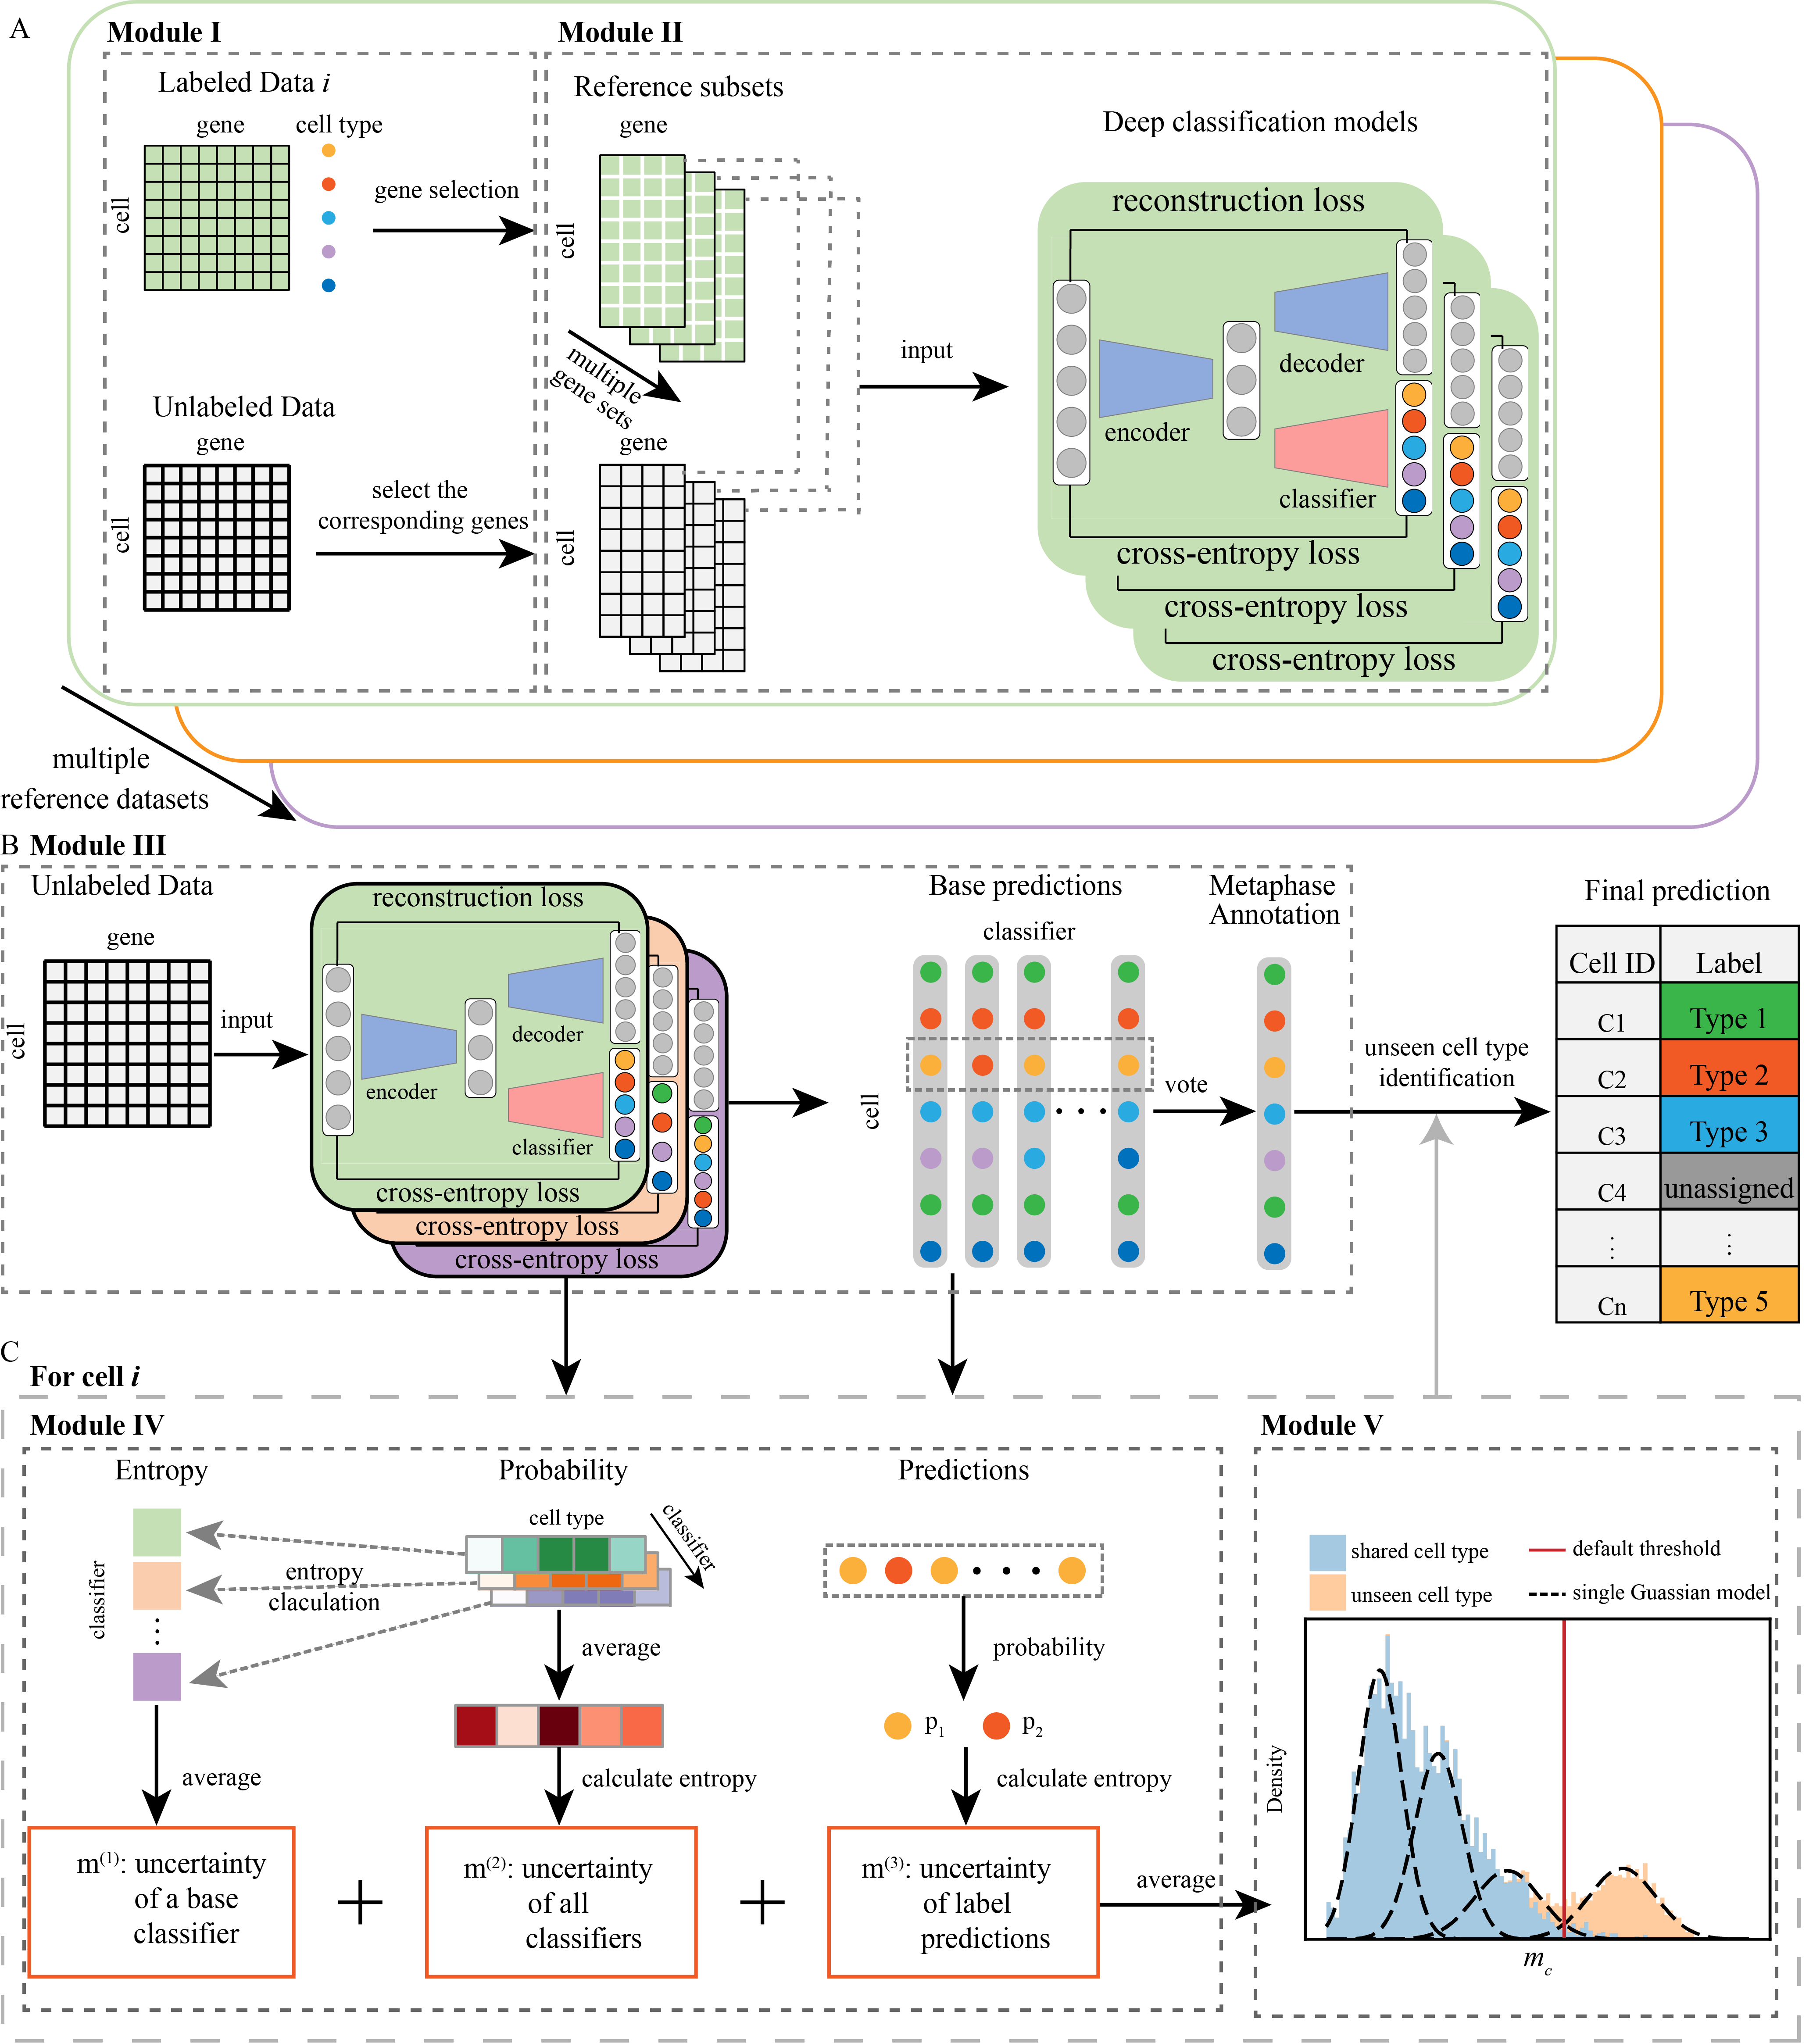 A
Module I
Module II
Labeled Data i
gene
cell type
cell
gene selection
Unlabeled Data
gene
cell
select the
corresponding genes
Reference subsets
gene
cell
multiple
gene sets
gene
cell
input
Deep classification models
reconstruction loss
encoder
decoder
classifier
cross-entropy loss
cross-entropy loss
cross-entropy loss
multiple
reference datasets
B
Module III
Unlabeled Data
gene
cell
input
reconstruction loss
encoder
decoder
classifier
cross-entropy loss
cross-entropy loss
cross-entropy loss
Base predictions
classifier
cell
. . .
vote
Metaphase
Annotation
unseen cell type
identification
Final prediction
Cell ID Label
C1 Type 1
C2 Type 2
C3 Type 3
C4 unassigned
⋮ ⋮
Cn Type 5
C
For cell i
Module IV
Entropy
classifier
⋮
entropy
claculation
average
Probability
cell type
classifier
average
calculate entropy
Predictions
. . .
probability
p1 p2
calculate entropy
m(1): uncertainty
of a base
classifier
+
m(2): uncertainty
of all
classifiers
+
m(3): uncertainty
of label
predictions
average
Module V
shared cell type
unseen cell type
default threshold
single Guassian model
Density
mc